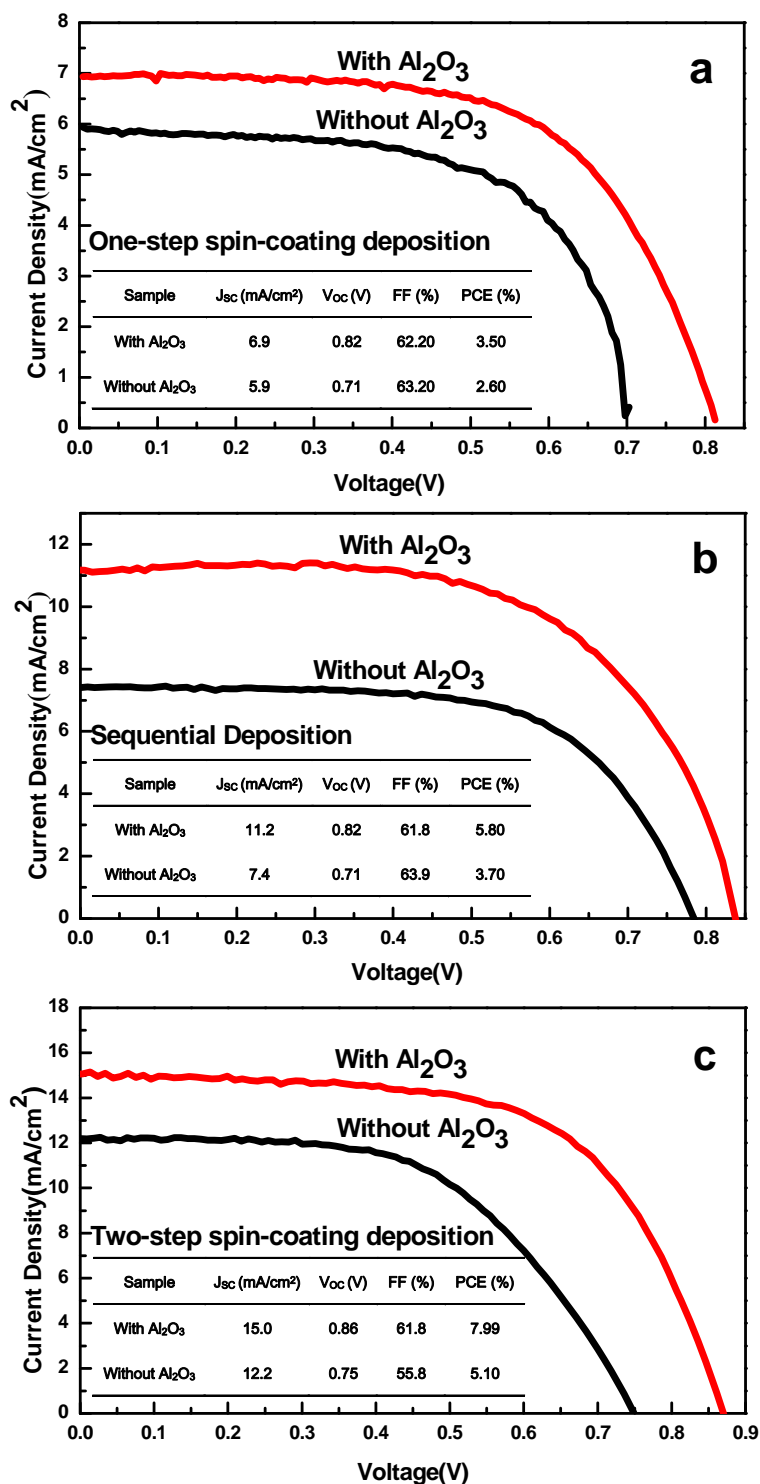 8
7
6
5
4
3
2
1
0
Current Density(mA/cm²)
With Al₂O₃
a
Without Al₂O₃
One-step spin-coating deposition
Sample J_SC (mA/cm²) V_OC (V) FF (%) PCE (%)
With Al₂O₃ 6.9 0.82 62.20 3.50
Without Al₂O₃ 5.9 0.71 63.20 2.60
0.0 0.1 0.2 0.3 0.4 0.5 0.6 0.7 0.8
Voltage(V)
12
10
8
6
4
2
0
Current Density(mA/cm²)
With Al₂O₃
b
Without Al₂O₃
Sequential Deposition
Sample J_SC (mA/cm²) V_OC (V) FF (%) PCE (%)
With Al₂O₃ 11.2 0.82 61.8 5.80
Without Al₂O₃ 7.4 0.71 63.9 3.70
0.0 0.1 0.2 0.3 0.4 0.5 0.6 0.7 0.8
Voltage(V)
18
16
14
12
10
8
6
4
2
0
Current Density(mA/cm²)
With Al₂O₃
c
Without Al₂O₃
Two-step spin-coating deposition
Sample J_SC (mA/cm²) V_OC (V) FF (%) PCE (%)
With Al₂O₃ 15.0 0.86 61.8 7.99
Without Al₂O₃ 12.2 0.75 55.8 5.10
0.0 0.1 0.2 0.3 0.4 0.5 0.6 0.7 0.8 0.9
Voltage(V)